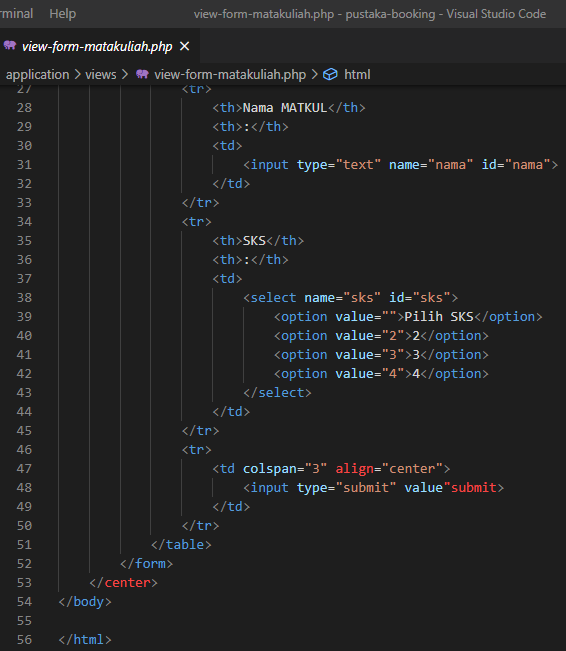 rminal Help view-form-matakuliah.php - pustaka-booking - Visual Studio Code
view-form-matakuliah.php ×
application > views > view-form-matakuliah.php > html
27 <tr>
28 <th>Nama MATKUL</th>
29 <th>:</th>
30 <td>
31 <input type="text" name="nama" id="nama">
32 </td>
33 </tr>
34 <tr>
35 <th>SKS</th>
36 <th>:</th>
37 <td>
38 <select name="sks" id="sks">
39 <option value="">Pilih SKS</option>
40 <option value="2">2</option>
41 <option value="3">3</option>
42 <option value="4">4</option>
43 </select>
44 </td>
45 </tr>
46 <tr>
47 <td colspan="3" align="center">
48 <input type="submit" value"submit>
49 </td>
50 </tr>
51 </table>
52 </form>
53 </center>
54 </body>
55
56 </html>